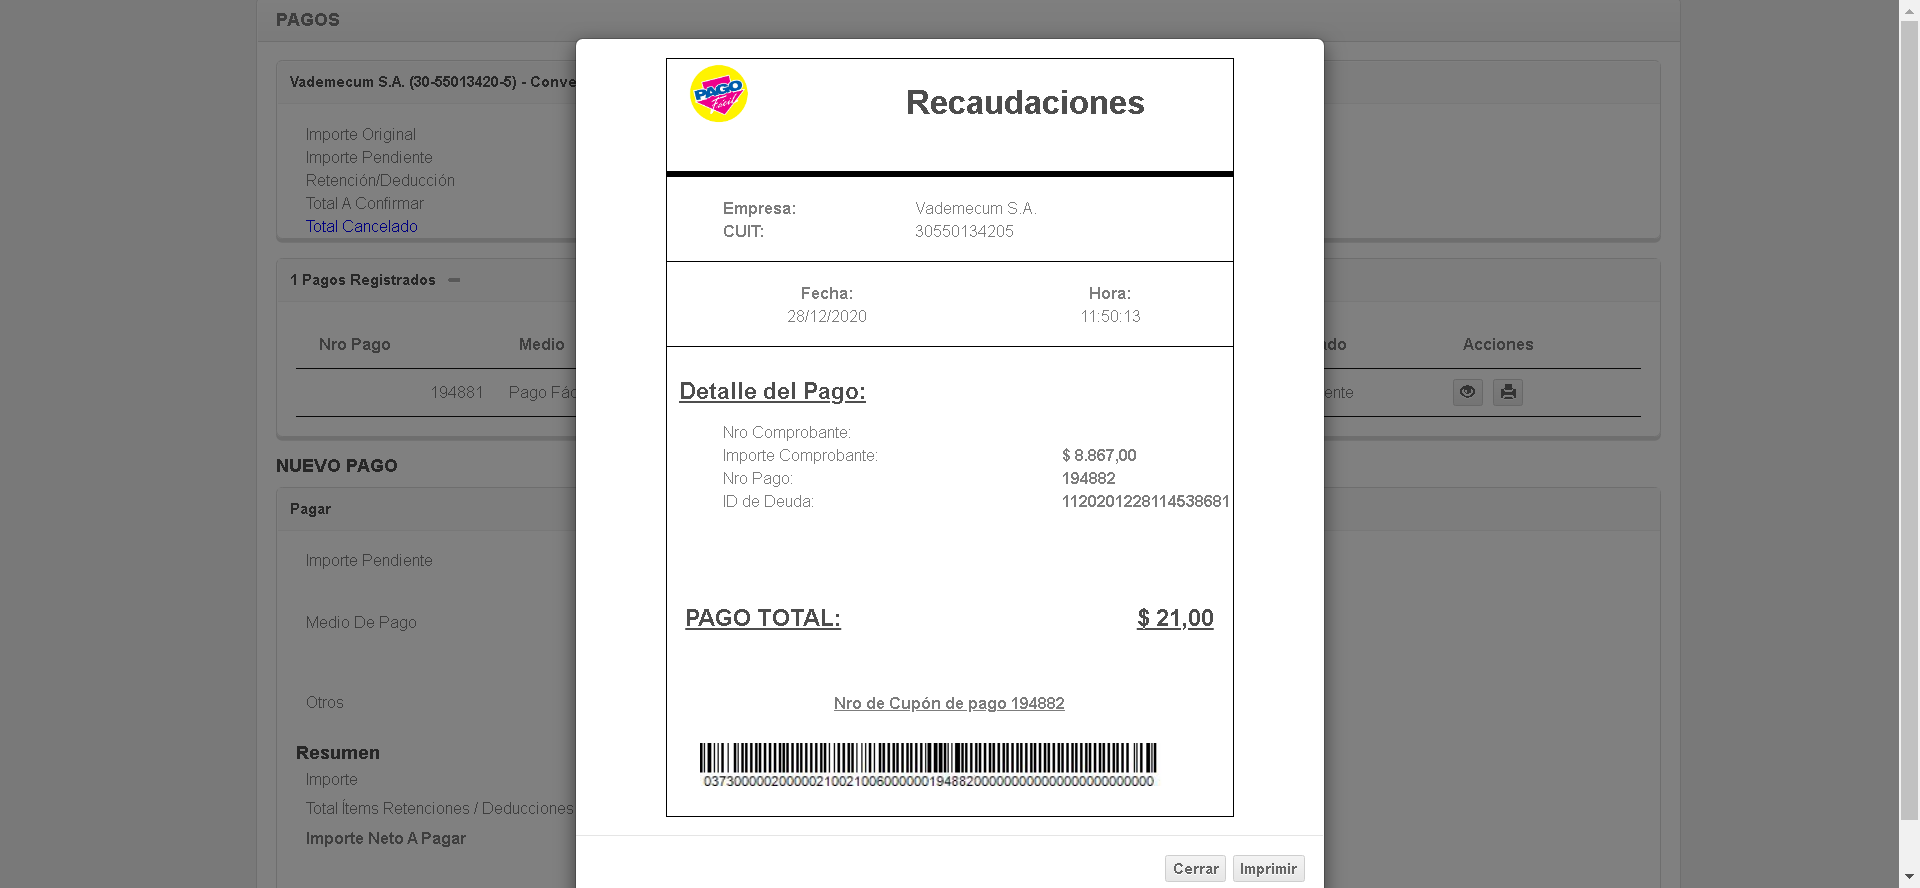 PAGOS
Vademecum S.A. (30-55013420-5) - Conve
Importe Original
Importe Pendiente
Retención/Deducción
Total A Confirmar
Total Cancelado
1 Pagos Registrados
Nro Pago Medio do Acciones
194881 Pago Fác ente
NUEVO PAGO
Pagar
Importe Pendiente
Medio De Pago
Otros
Resumen
Importe
Total Ítems Retenciones / Deducciones
Importe Neto A Pagar
PAGO
Fácil
Recaudaciones
Empresa: Vademecum S.A.
CUIT: 30550134205
Fecha: Hora:
28/12/2020 11:50:13
Detalle del Pago:
Nro Comprobante:
Importe Comprobante: $ 8.867,00
Nro Pago: 194882
ID de Deuda: 1120201228114538681
PAGO TOTAL: $ 21,00
Nro de Cupón de pago 194882
Cerrar Imprimir